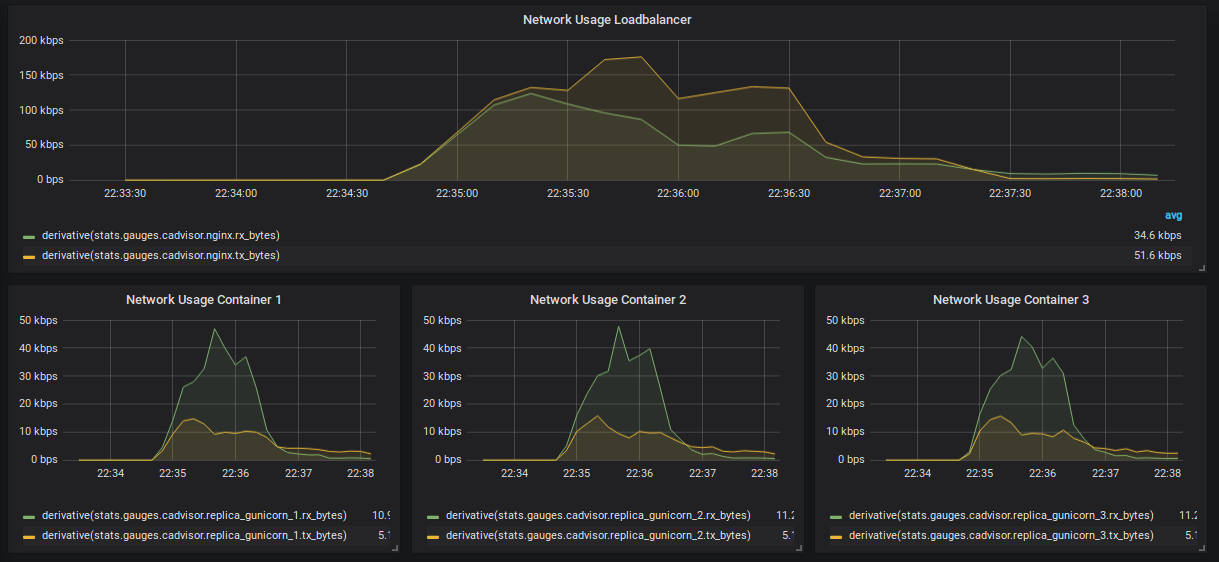 Network Usage Loadbalancer
200 kbps
150 kbps
100 kbps
50 kbps
0 bps
22:33:30 22:34:00 22:34:30 22:35:00 22:35:30 22:36:00 22:36:30 22:37:00 22:37:30 22:38:00
avg
derivative(stats.gauges.cadvisor.nginx.rx_bytes) 34.6 kbps
derivative(stats.gauges.cadvisor.nginx.tx_bytes) 51.6 kbps
Network Usage Container 1
50 kbps
40 kbps
30 kbps
20 kbps
10 kbps
0 bps
22:34 22:35 22:36 22:37 22:38
derivative(stats.gauges.cadvisor.replica_gunicorn_1.rx_bytes) 10.9
derivative(stats.gauges.cadvisor.replica_gunicorn_1.tx_bytes) 5.1
Network Usage Container 2
50 kbps
40 kbps
30 kbps
20 kbps
10 kbps
0 bps
22:34 22:35 22:36 22:37 22:38
derivative(stats.gauges.cadvisor.replica_gunicorn_2.rx_bytes) 11.2
derivative(stats.gauges.cadvisor.replica_gunicorn_2.tx_bytes) 5.1
Network Usage Container 3
50 kbps
40 kbps
30 kbps
20 kbps
10 kbps
0 bps
22:34 22:35 22:36 22:37 22:38
derivative(stats.gauges.cadvisor.replica_gunicorn_3.rx_bytes) 11.2
derivative(stats.gauges.cadvisor.replica_gunicorn_3.tx_bytes) 5.1